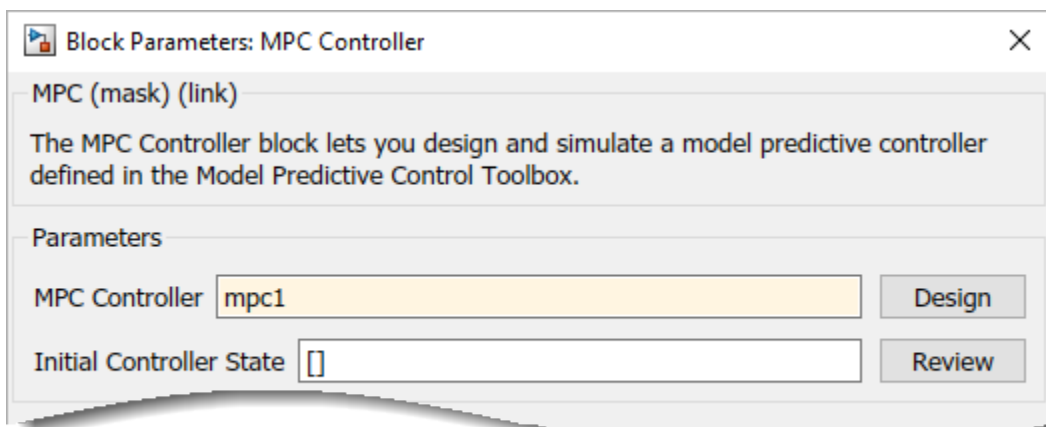 Block Parameters: MPC Controller
MPC (mask) (link)
The MPC Controller block lets you design and simulate a model predictive controller
defined in the Model Predictive Control Toolbox.
Parameters
MPC Controller mpc1 Design
Initial Controller State [] Review